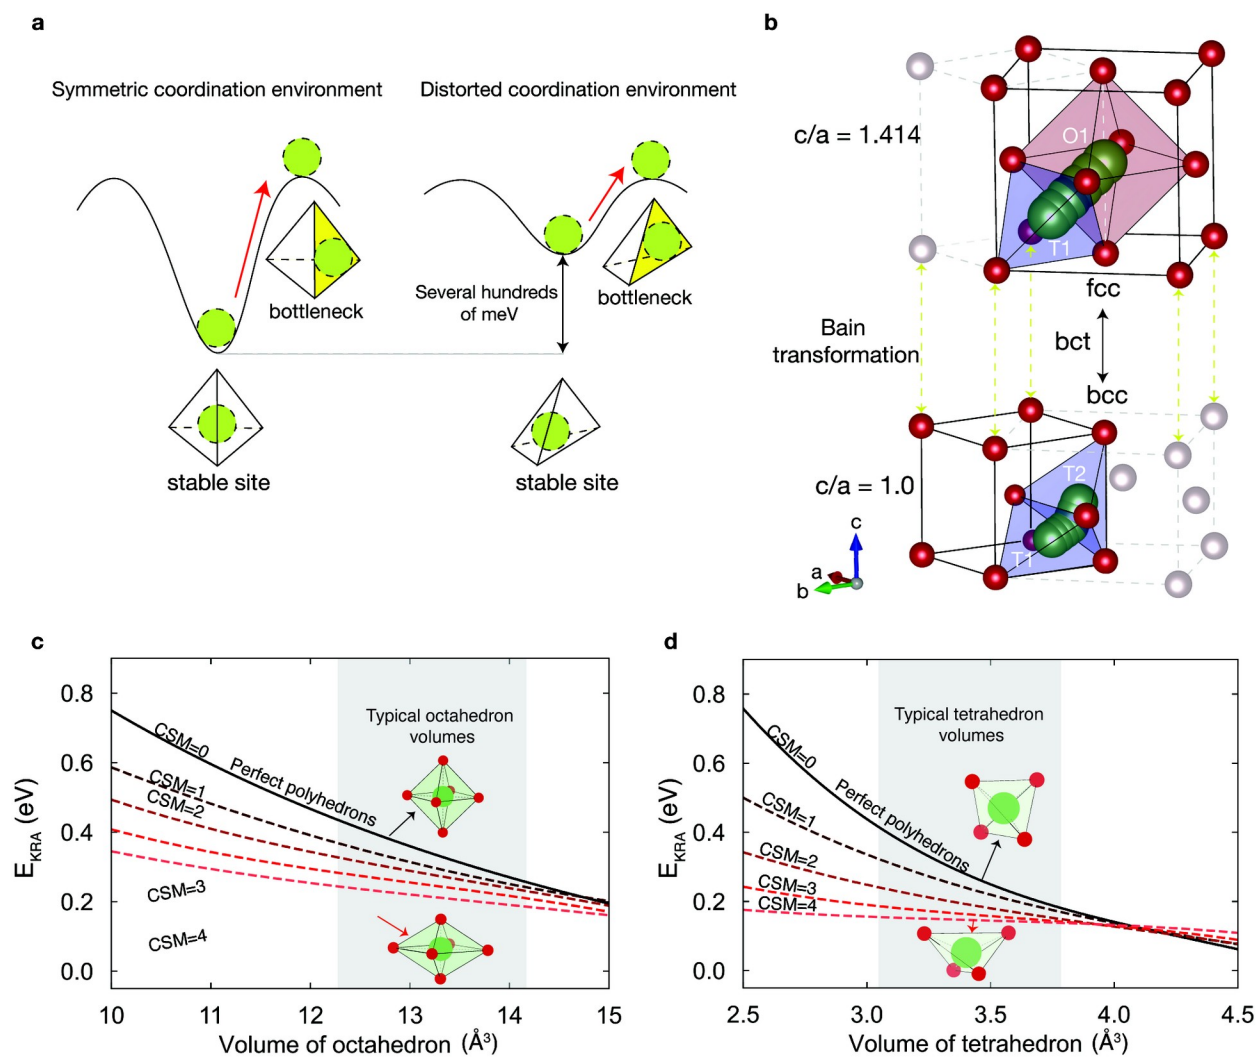 a
Symmetric coordination environment
Distorted coordination environment
bottleneck
Several hundreds
of meV
bottleneck
stable site
stable site
b
c/a = 1.414
O1
T1
fcc
Bain
transformation
bct
bcc
c/a = 1.0
T2
T1
c
a
b
c
E_KRA (eV)
0.8
0.6
0.4
0.2
0.0
CSM=0
CSM=1
CSM=2
CSM=3
CSM=4
Perfect polyhedrons
Typical octahedron
volumes
10 11 12 13 14 15
Volume of octahedron (Å³)
d
E_KRA (eV)
0.8
0.6
0.4
0.2
0.0
CSM=0
CSM=1
CSM=2
CSM=3
CSM=4
Perfect polyhedrons
Typical tetrahedron
volumes
2.5 3.0 3.5 4.0 4.5
Volume of tetrahedron (Å³)